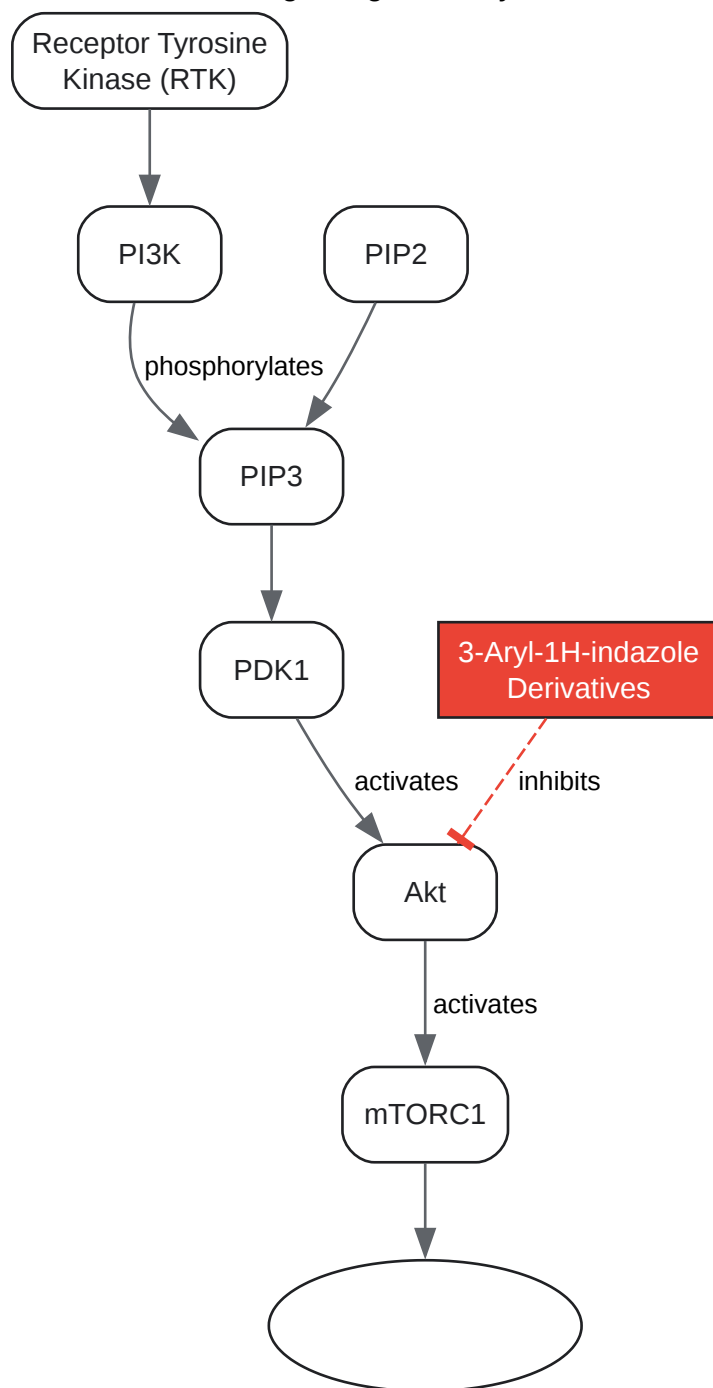 Receptor Tyrosine
Kinase (RTK)
PI3K
PIP2
phosphorylates
PIP3
PDK1
3-Aryl-1H-indazole
Derivatives
activates
inhibits
Akt
activates
mTORC1